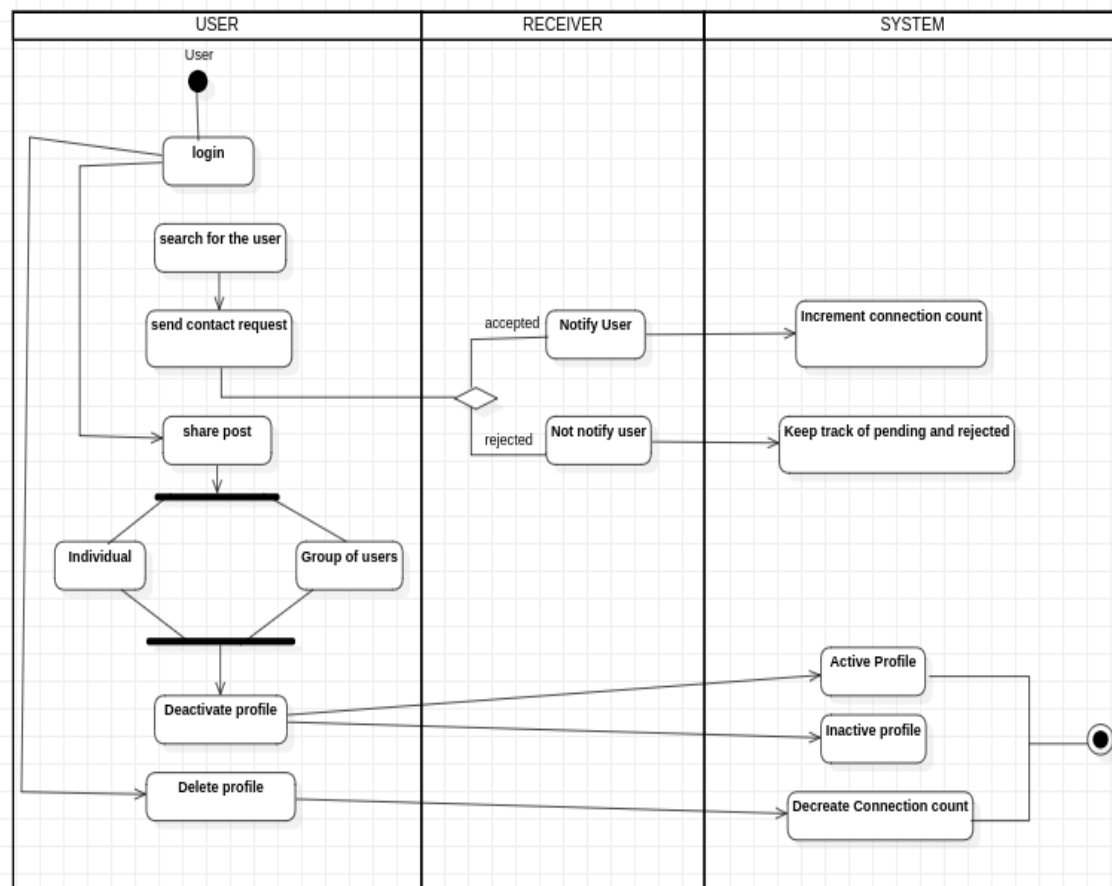 USER
RECEIVER
SYSTEM
User
login
search for the user
send contact request
accepted
Notify User
Increment connection count
share post
rejected
Not notify user
Keep track of pending and rejected
Individual
Group of users
Active Profile
Deactivate profile
Inactive profile
Delete profile
Decreate Connection count